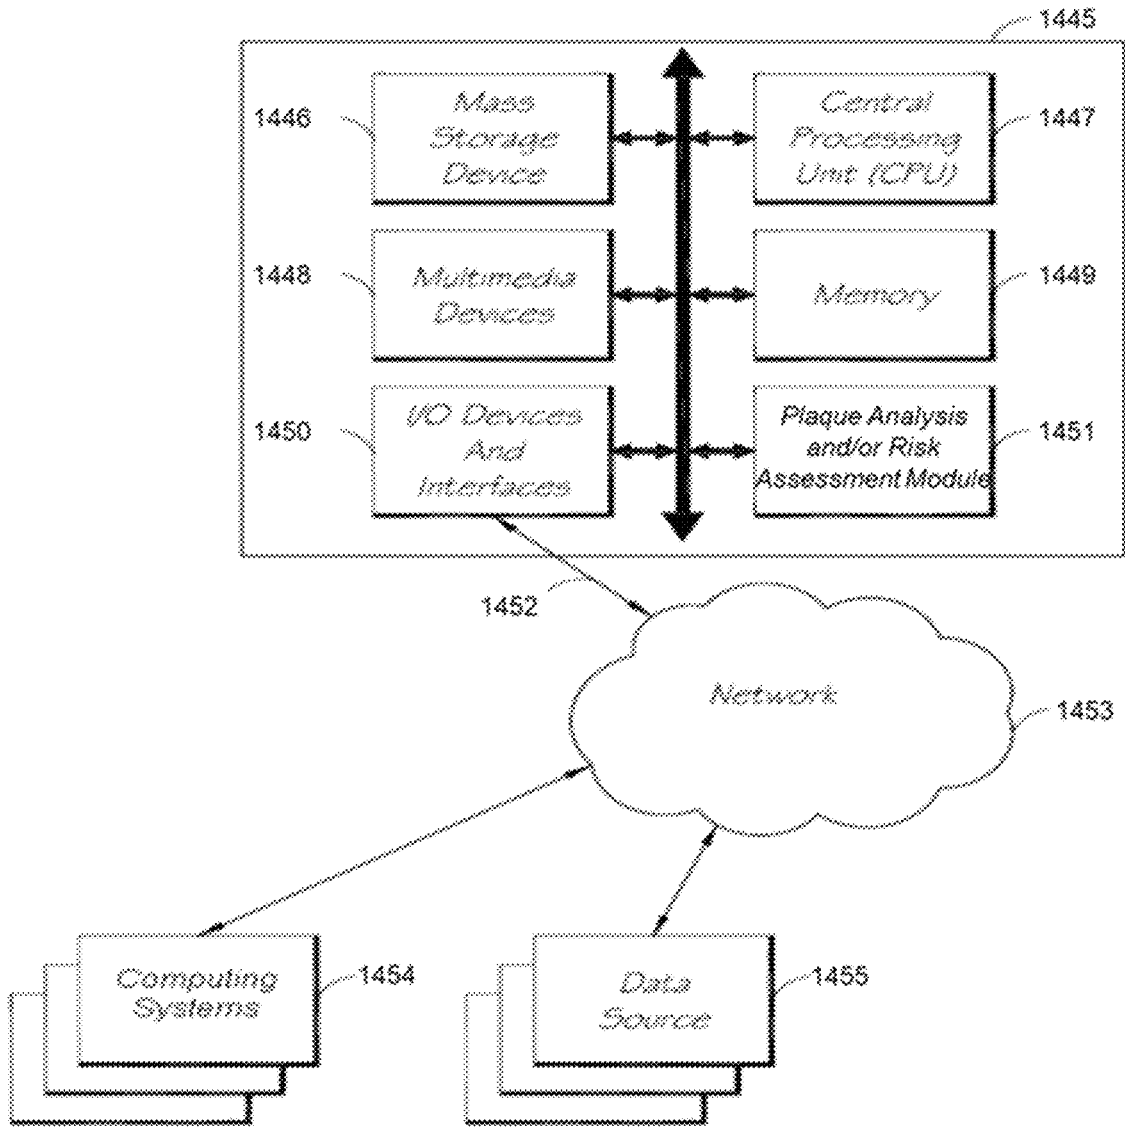 1445
1446
Mass
Storage
Device
Central
Processing
Unit (CPU)
1447
1448
Multimedia
Devices
Memory
1449
1450
I/O Devices
And
Interfaces
Plaque Analysis
and/or Risk
Assessment Module
1451
1452
Network
1453
Computing
Systems
1454
Data
Source
1455